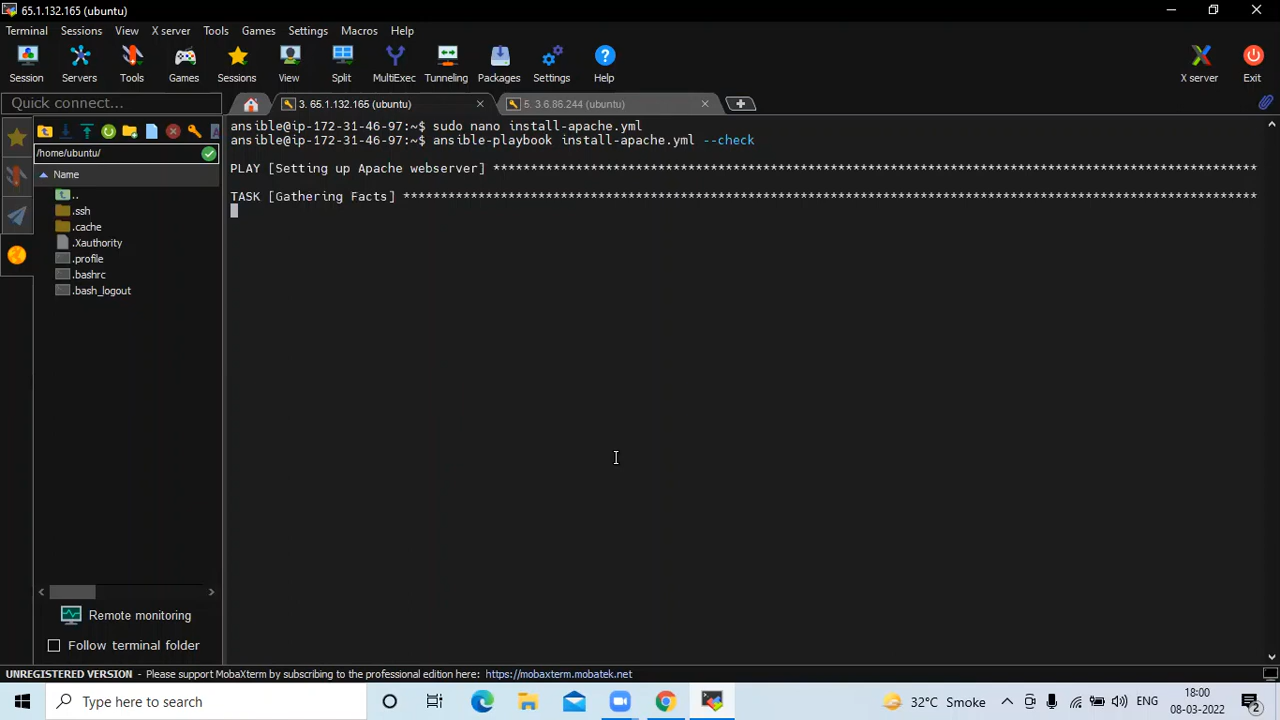 65.1.132.165 (ubuntu)
Terminal Sessions View X server Tools Games Settings Macros Help
Session Servers Tools Games Sessions View Split MultiExec Tunneling Packages Settings Help X server Exit
Quick connect...
3. 65.1.132.165 (ubuntu)
5. 3.6.86.244 (ubuntu)
/home/ubuntu/
Name
..
.ssh
.cache
.Xauthority
.profile
.bashrc
.bash_logout
ansible@ip-172-31-46-97:~$ sudo nano install-apache.yml
ansible@ip-172-31-46-97:~$ ansible-playbook install-apache.yml --check
PLAY [Setting up Apache webserver] ******************************************************************************************************
TASK [Gathering Facts] ******************************************************************************************************************
Remote monitoring
Follow terminal folder
UNREGISTERED VERSION - Please support MobaXterm by subscribing to the professional edition here: https://mobaxterm.mobatek.net
Type here to search
32°C Smoke
ENG
18:00
08-03-2022
2